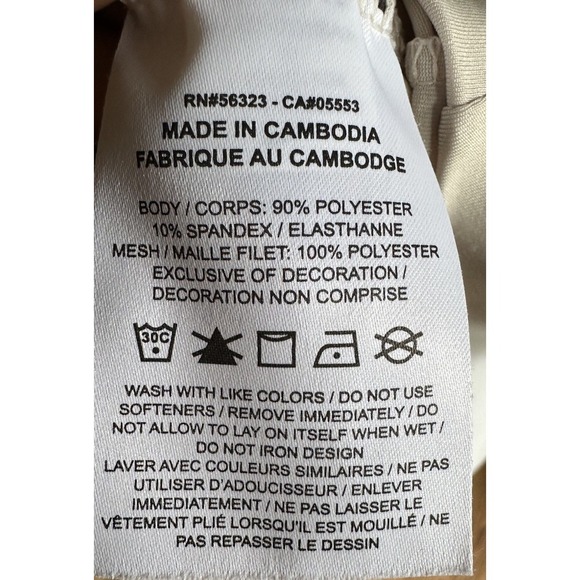 RN#56323 - CA#05553
MADE IN CAMBODIA
FABRIQUE AU CAMBODGE
BODY / CORPS: 90% POLYESTER
10% SPANDEX / ELASTHANNE
MESH / MAILLE FILET: 100% POLYESTER
EXCLUSIVE OF DECORATION /
DECORATION NON COMPRISE
30C
WASH WITH LIKE COLORS / DO NOT USE
SOFTENERS / REMOVE IMMEDIATELY / DO
NOT ALLOW TO LAY ON ITSELF WHEN WET /
DO NOT IRON DESIGN
LAVER AVEC COULEURS SIMILAIRES / NE PAS
UTILISER D'ADOUCISSEUR / ENLEVER
IMMEDIATEMENT / NE PAS LAISSER LE
VÊTEMENT PLIÉ LORSQU'IL EST MOUILLÉ / NE
PAS REPASSER LE DESSIN